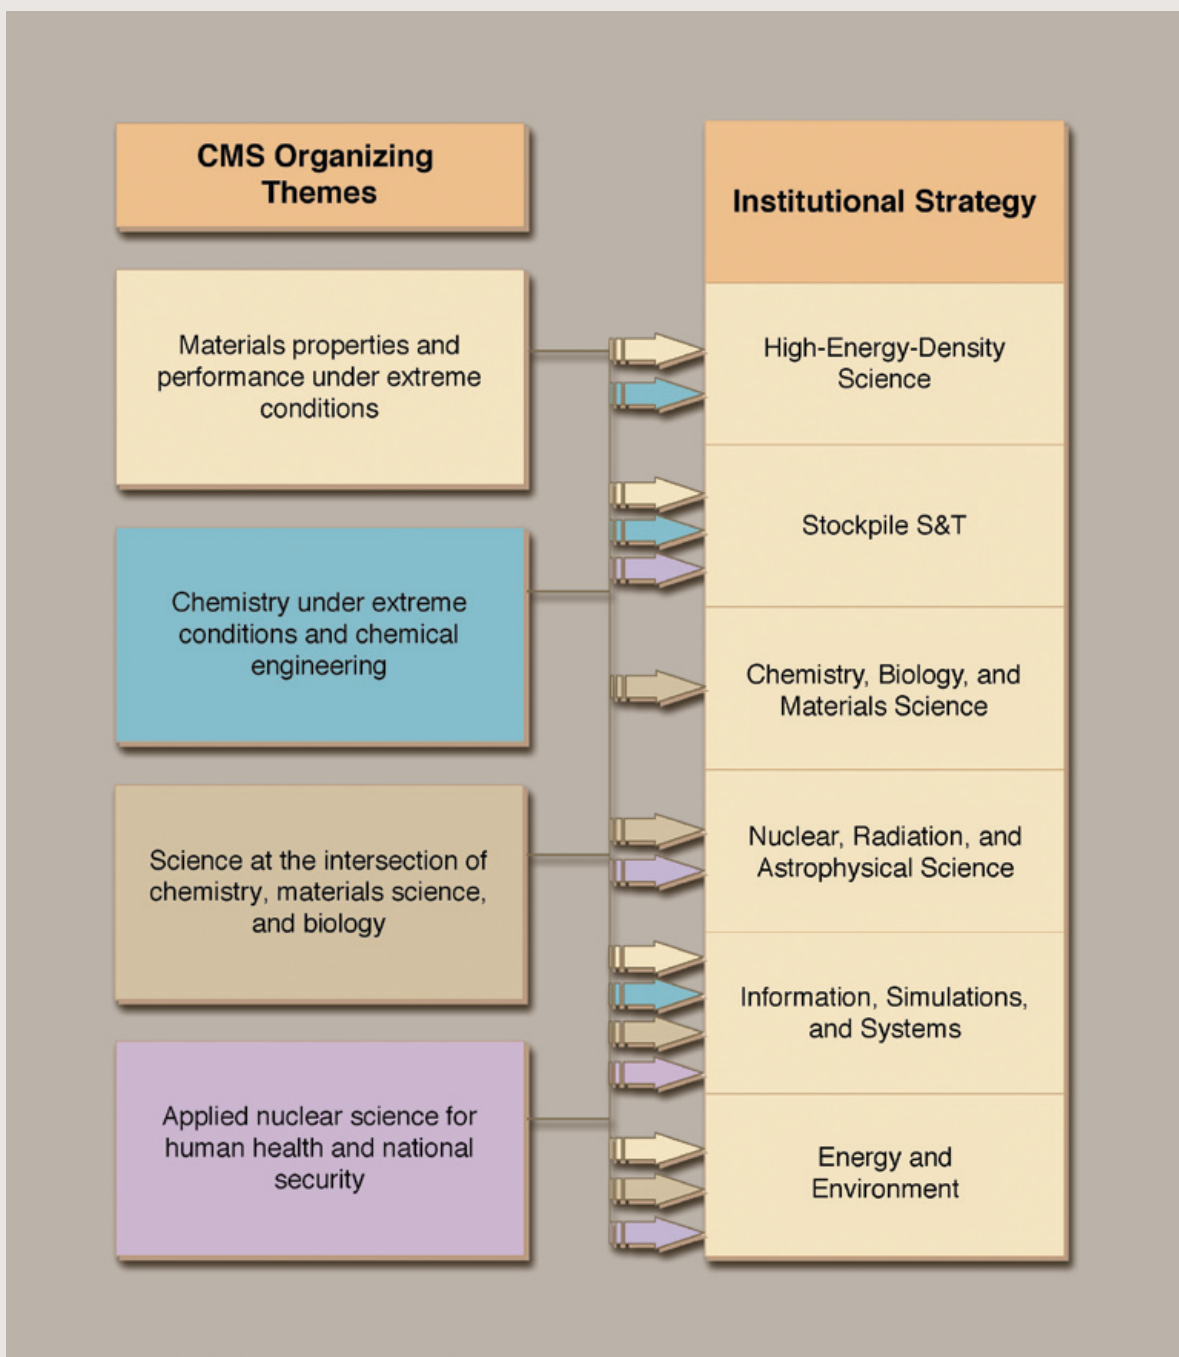 CMS Organizing
Themes
Materials properties and
performance under extreme
conditions
Chemistry under extreme
conditions and chemical
engineering
Science at the intersection of
chemistry, materials science,
and biology
Applied nuclear science for
human health and national
security
Institutional Strategy
High-Energy-Density
Science
Stockpile S&T
Chemistry, Biology, and
Materials Science
Nuclear, Radiation, and
Astrophysical Science
Information, Simulations,
and Systems
Energy and
Environment